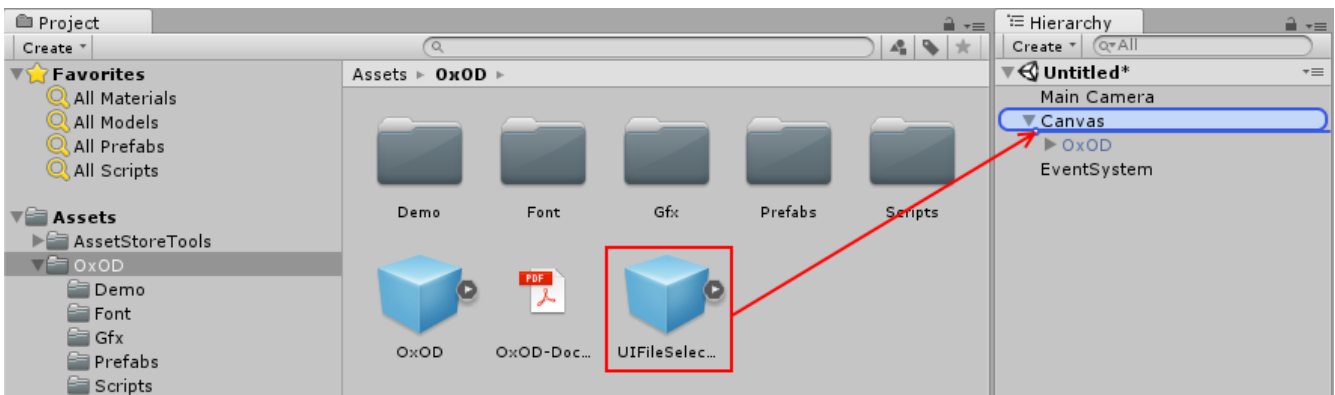 Project
Create
Favorites
All Materials
All Models
All Prefabs
All Scripts
Assets
AssetStoreTools
OxOD
Demo
Font
Gfx
Prefabs
Scripts
Assets ▸ OxOD ▸
Demo Font Gfx Prefabs Scripts
OxOD PDF OxOD-Doc... UIFileSelec...
Hierarchy
Create All
Untitled*
Main Camera
Canvas
OxOD
EventSystem